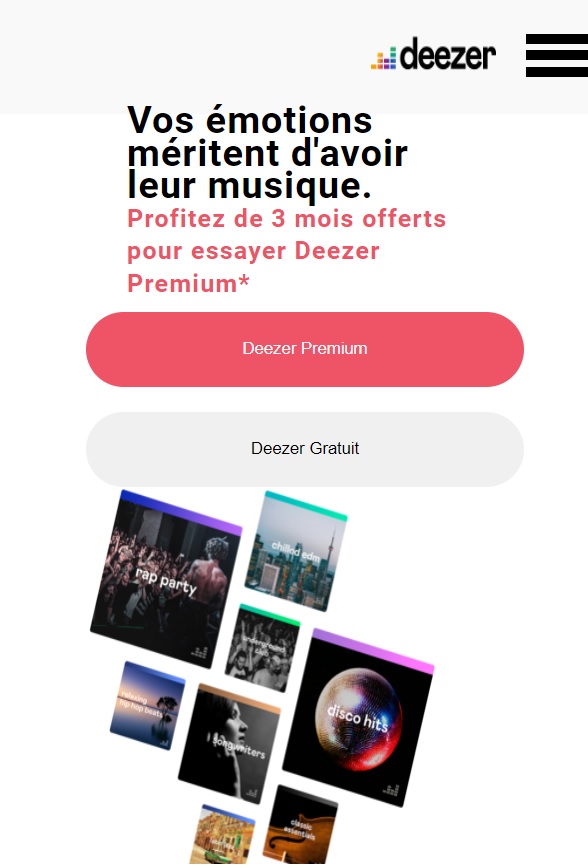 deezer
Vos émotions
méritent d'avoir
leur musique.
Profitez de 3 mois offerts
pour essayer Deezer
Premium*
Deezer Premium
Deezer Gratuit
rap party
chilled edm
underground
club
relaxing
hip hop beats
songwriters
disco hits
classic
essentials